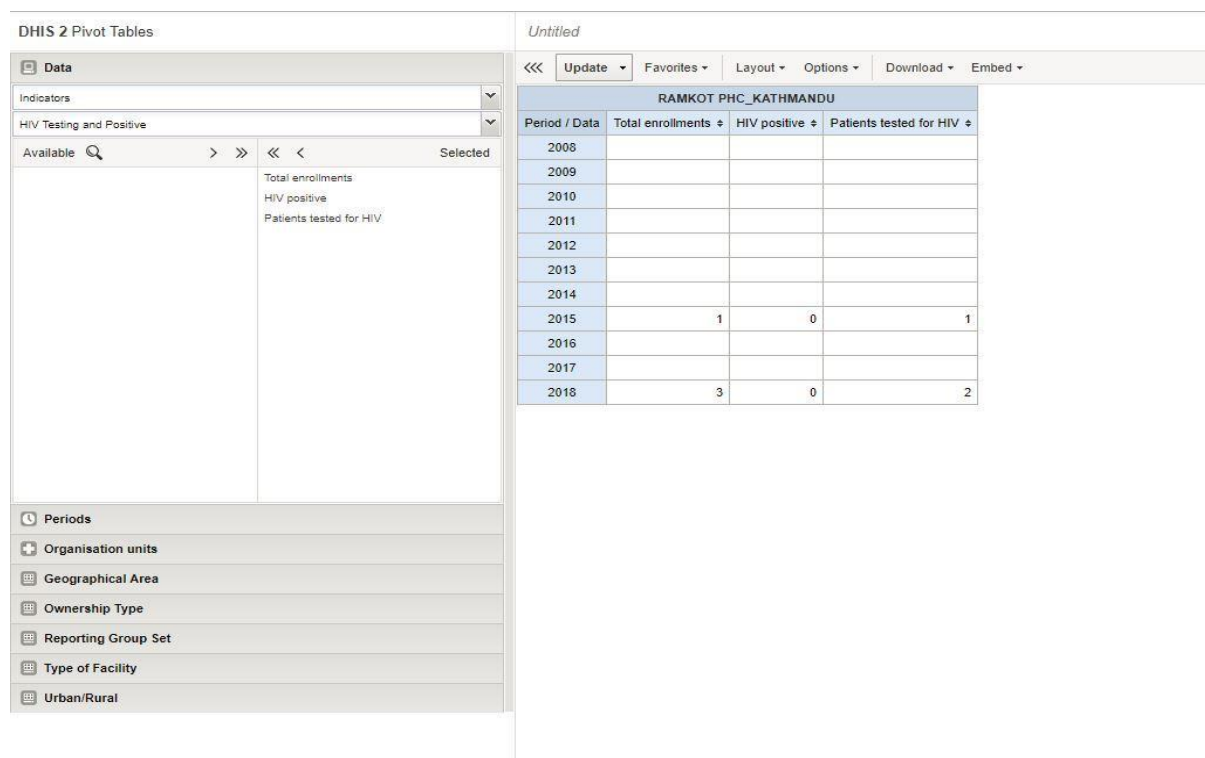 DHIS 2 Pivot Tables
Data
Indicators
HIV Testing and Positive
Available > >> << < Selected
Total enrollments
HIV positive
Patients tested for HIV
Periods
Organisation units
Geographical Area
Ownership Type
Reporting Group Set
Type of Facility
Urban/Rural
Untitled
<<< Update Favorites Layout Options Download Embed
RAMKOT PHC_KATHMANDU
Period / Data Total enrollments HIV positive Patients tested for HIV
2008
2009
2010
2011
2012
2013
2014
2015 1 0 1
2016
2017
2018 3 0 2